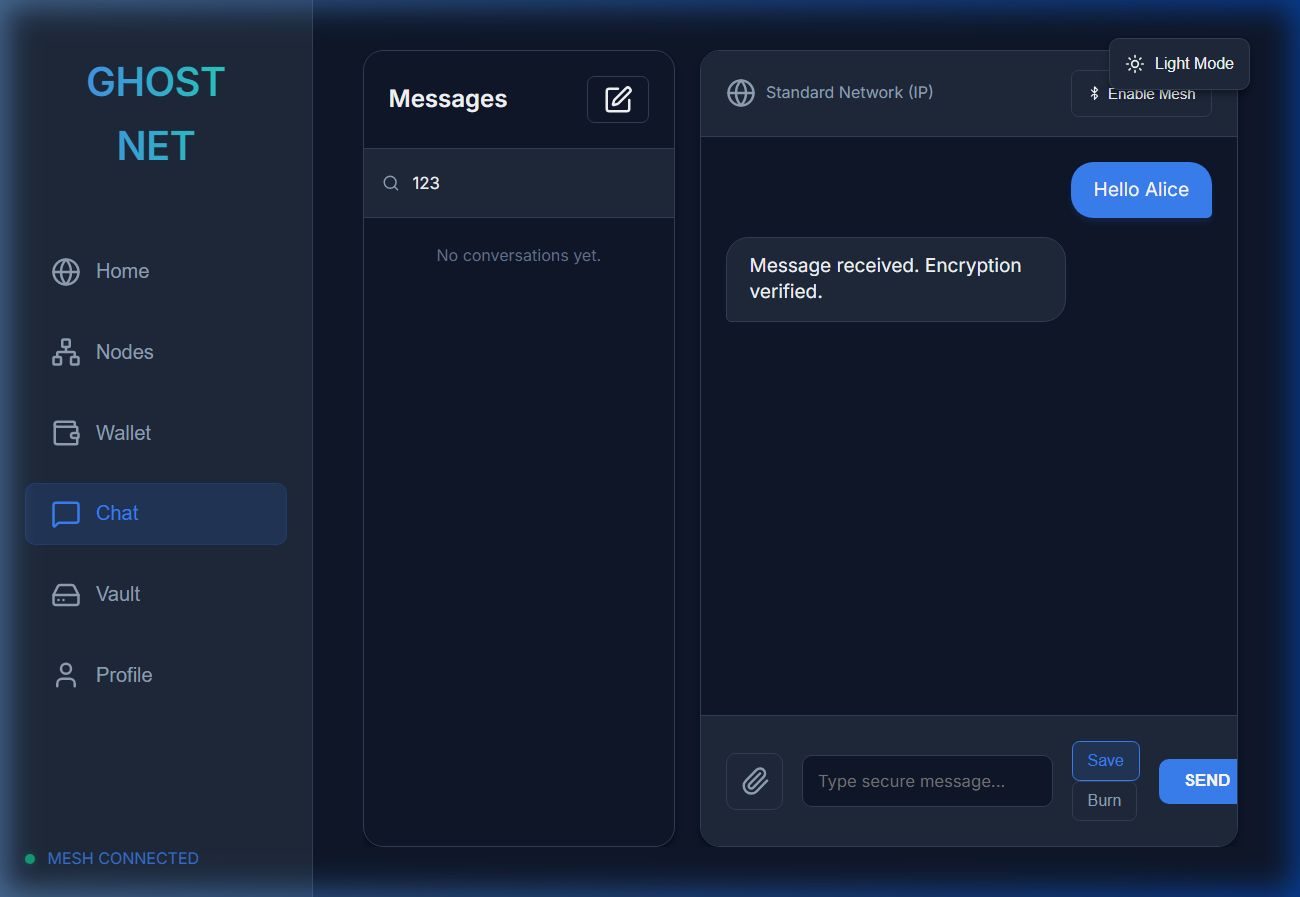 GHOST
NET
Home
Nodes
Wallet
Chat
Vault
Profile
MESH CONNECTED
Messages
123
No conversations yet.
Standard Network (IP)
Light Mode
Enable Mesh
Hello Alice
Message received. Encryption
verified.
Type secure message...
Save
Burn
SEND